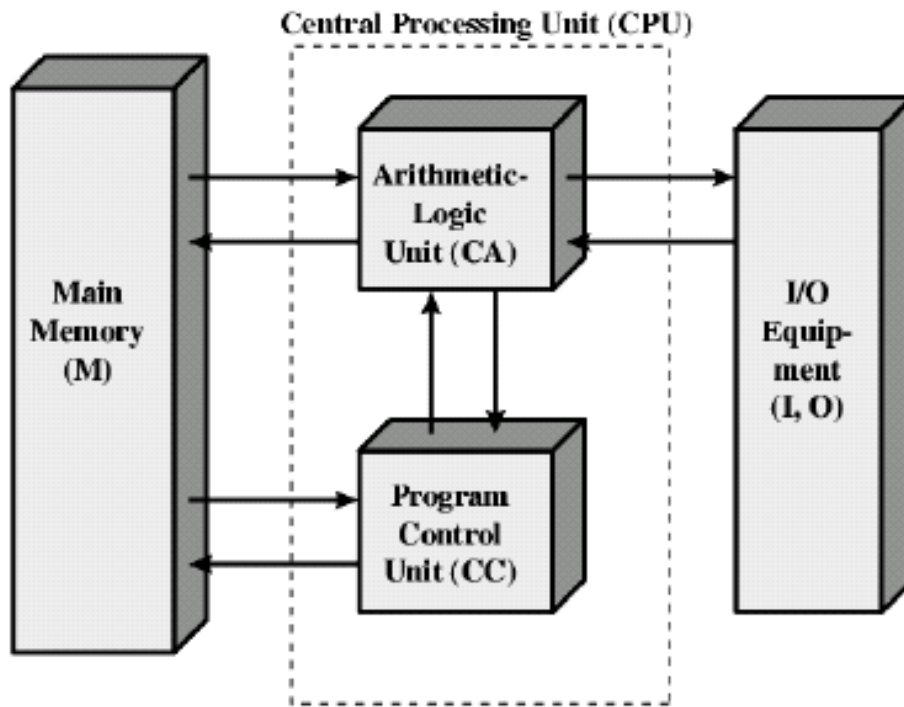 Central Processing Unit (CPU)
Main
Memory
(M)
Arithmetic-
Logic
Unit (CA)
Program
Control
Unit (CC)
I/O
Equip-
ment
(I, O)